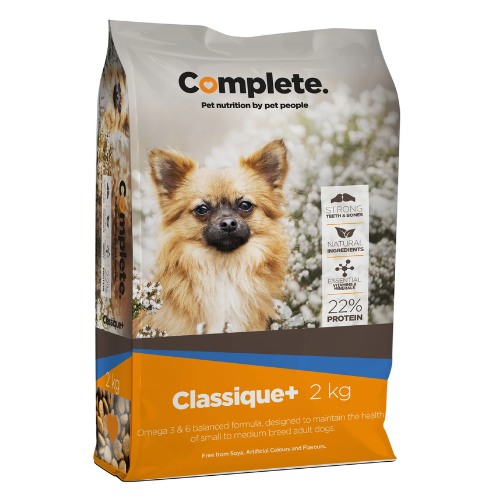 Complete.
Pet nutrition by pet people
STRONG
TEETH & BONES
NATURAL
INGREDIENTS
ESSENTIAL
VITAMINS &
MINERALS
22%
PROTEIN
Classique+ 2 kg
Omega 3 & 6 balanced formula, designed to maintain the health
of small to medium breed adult dogs.
Free from Soya, Artificial Colours and Flavours.
Complete.
Classique+
2 kg